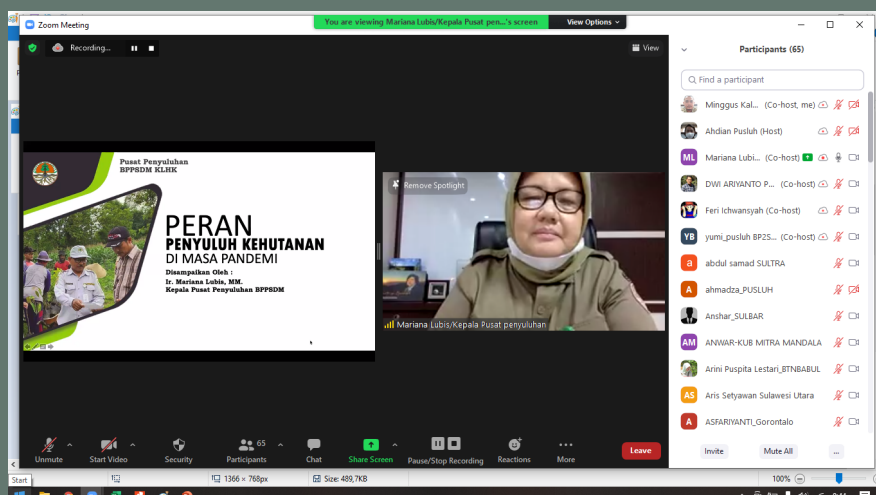 Zoom Meeting
You are viewing Mariana Lubis/Kepala Pusat pen...'s screen
View Options
Recording...
View
Participants (65)
Find a participant
Minggus Kal... (Co-host, me)
Ahdian Pusluh (Host)
ML Mariana Lubi... (Co-host)
DWI ARIYANTO P... (Co-host)
Feri Ichwansyah (Co-host)
YB yumi_pusluh BP2S... (Co-host)
a abdul samad SULTRA
A ahmadza_PUSLUH
Anshar_SULBAR
AM ANWAR-KUB MITRA MANDALA
Arini Puspita Lestari_BTNBABUL
AS Aris Setyawan Sulawesi Utara
A ASFARIYANTI_Gorontalo
Invite
Mute All
...
Pusat Penyuluhan
BPPSDM KLHK
PERAN
PENYULUH KEHUTANAN
DI MASA PANDEMI
Disampaikan Oleh :
Ir. Mariana Lubis, MM.
Kepala Pusat Penyuluhan BPPSDM
Remove Spotlight
Mariana Lubis/Kepala Pusat penyuluhan
Unmute
Start Video
Security
65
Participants
Chat
Share Screen
Pause/Stop Recording
Reactions
More
Leave
Start
1366 × 768px
Size: 489,7KB
100%